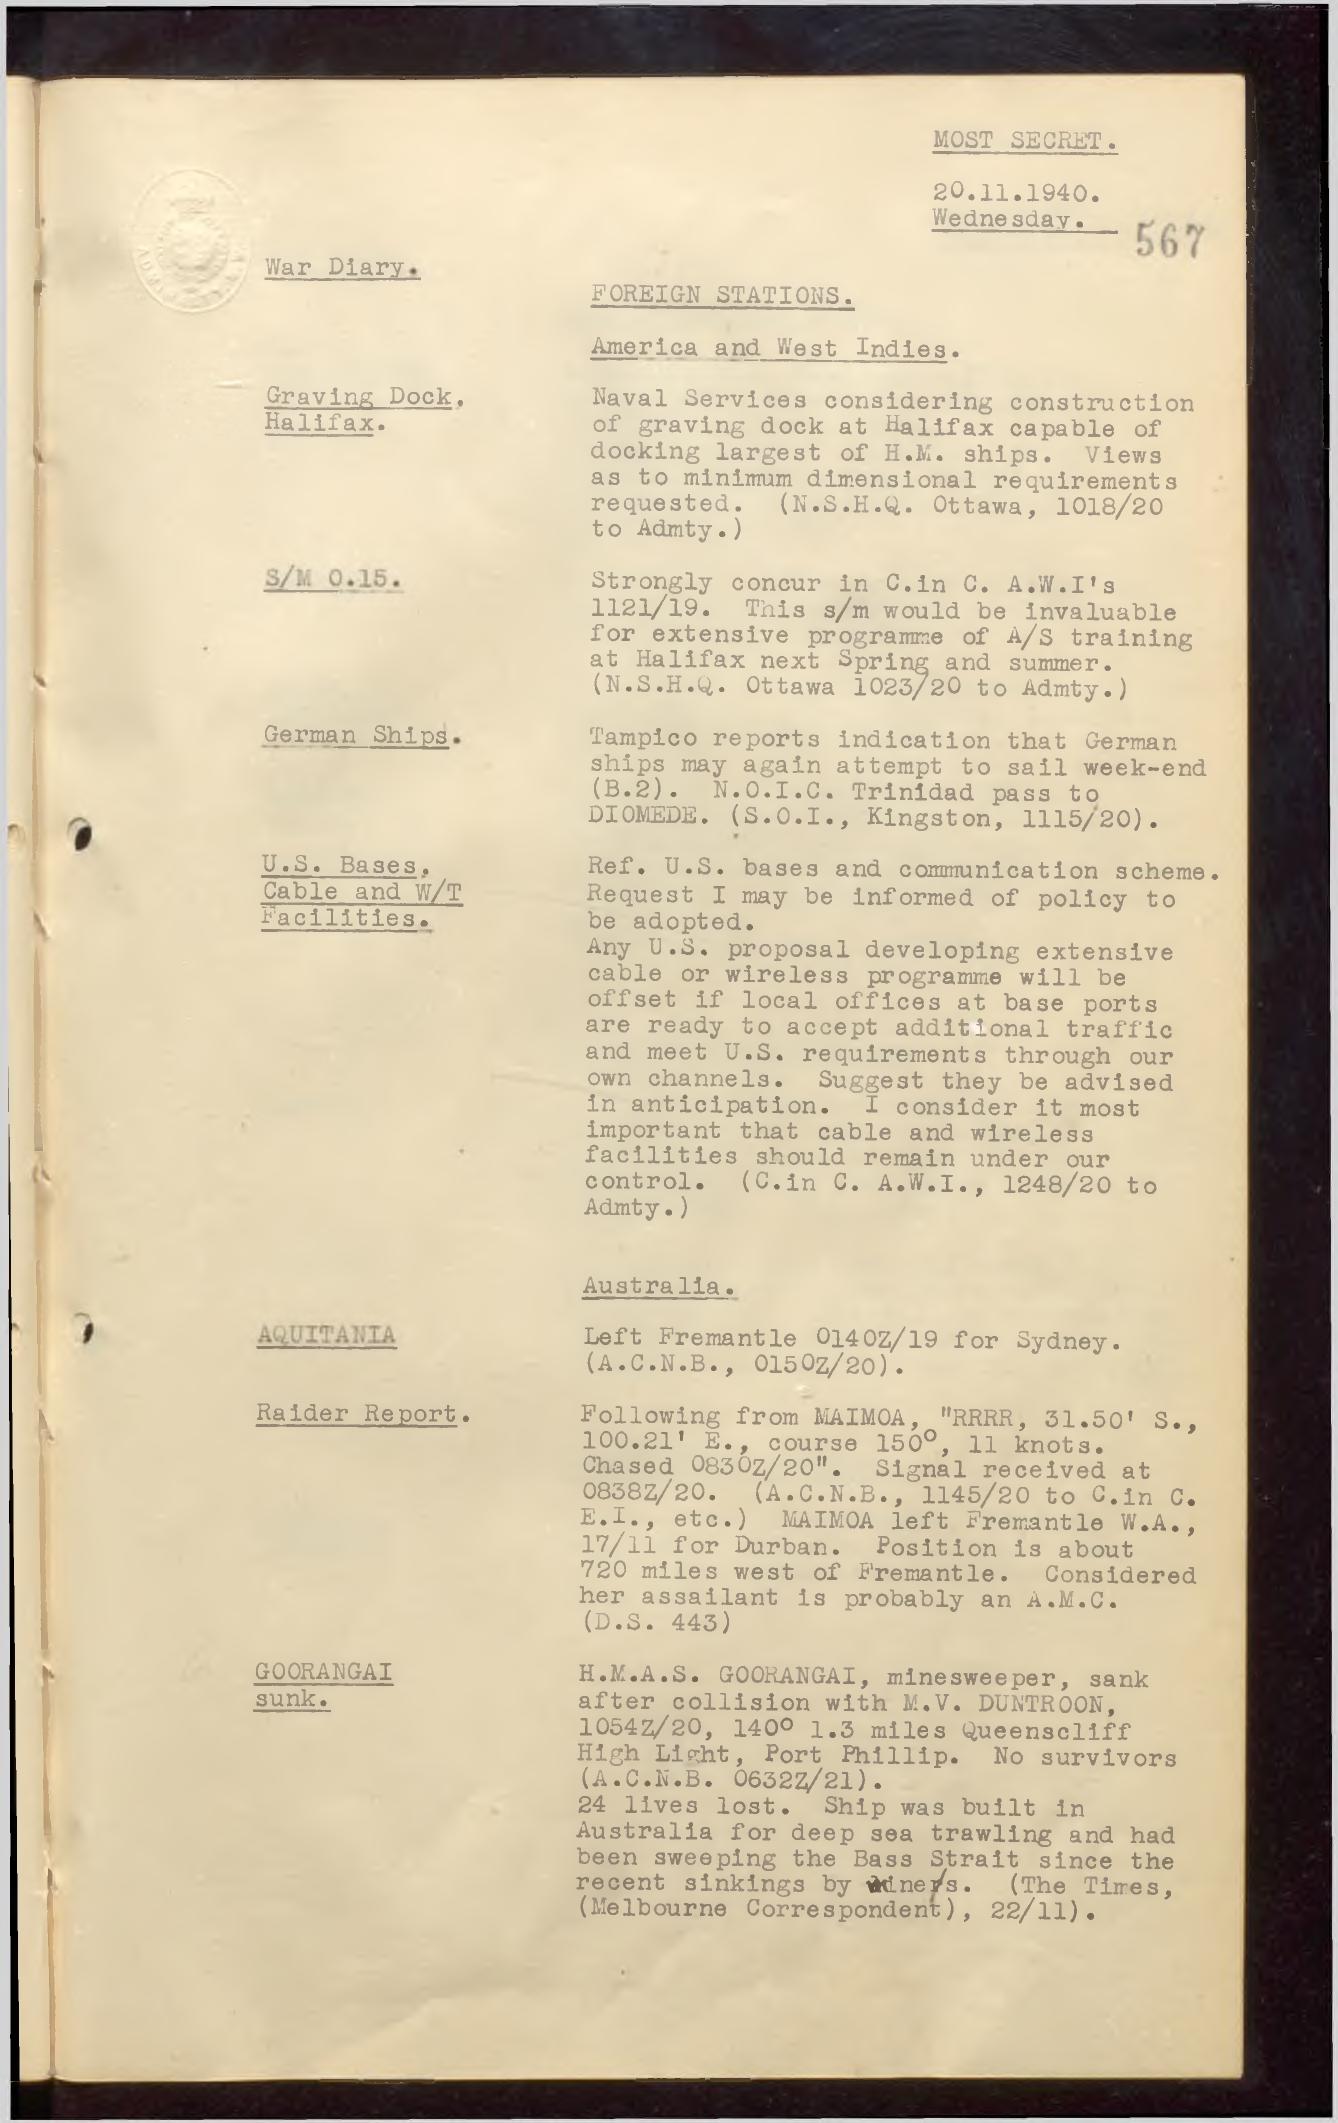 MOST SECRET.
20.11.1940.
Wednesday.
567
War Diary.
FOREIGN STATIONS.
America and West Indies.
Graving Dock,
Halifax.
Naval Services considering construction
of graving dock at Halifax capable of
docking largest of H.M. ships. Views
as to minimum dimensional requirements
requested. (N.S.H.Q. Ottawa, 1018/20
to Admty.)
S/M O.15.
Strongly concur in C.in C. A.W.I's
1121/19. This s/m would be invaluable
for extensive programme of A/S training
at Halifax next Spring and summer.
(N.S.H.Q. Ottawa 1023/20 to Admty.)
German Ships.
Tampico reports indication that German
ships may again attempt to sail week-end
(B.2). N.O.I.C. Trinidad pass to
DIOMEDE. (S.O.I., Kingston, 1115/20).
U.S. Bases,
Cable and W/T
Facilities.
Ref. U.S. bases and communication scheme.
Request I may be informed of policy to
be adopted.
Any U.S. proposal developing extensive
cable or wireless programme will be
offset if local offices at base ports
are ready to accept additional traffic
and meet U.S. requirements through our
own channels. Suggest they be advised
in anticipation. I consider it most
important that cable and wireless
facilities should remain under our
control. (C.in C. A.W.I., 1248/20 to
Admty.)
Australia.
AQUITANIA
Left Fremantle 0140Z/19 for Sydney.
(A.C.N.B., 0150Z/20).
Raider Report.
Following from MAIMOA, "RRRR, 31.50' S.,
100.21' E., course 150°, 11 knots.
Chased 0830Z/20". Signal received at
0838Z/20. (A.C.N.B., 1145/20 to C.in C.
E.I., etc.) MAIMOA left Fremantle W.A.,
17/11 for Durban. Position is about
720 miles west of Fremantle. Considered
her assailant is probably an A.M.C.
(D.S. 443)
GOORANGAI
sunk.
H.M.A.S. GOORANGAI, minesweeper, sank
after collision with M.V. DUNTROON,
1054Z/20, 140° 1.3 miles Queenscliff
High Light, Port Phillip. No survivors
(A.C.N.B. 0632Z/21).
24 lives lost. Ship was built in
Australia for deep sea trawling and had
been sweeping the Bass Strait since the
recent sinkings by mines. (The Times,
(Melbourne Correspondent), 22/11).